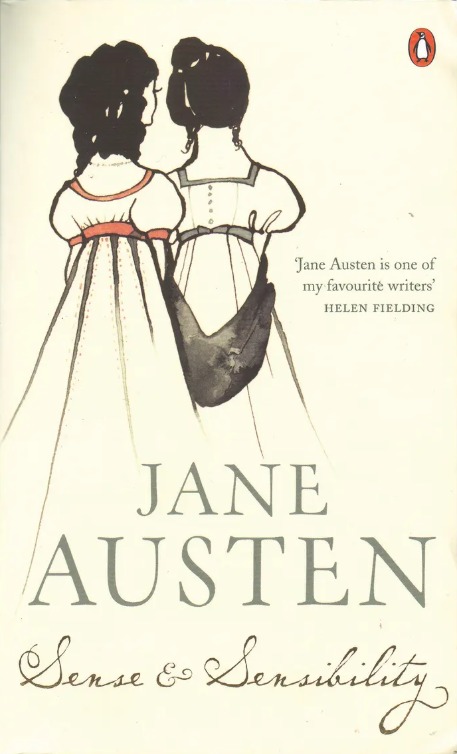 'Jane Austen is one of
my favourite writers'
HELEN FIELDING
JANE
AUSTEN
Sense & Sensibility